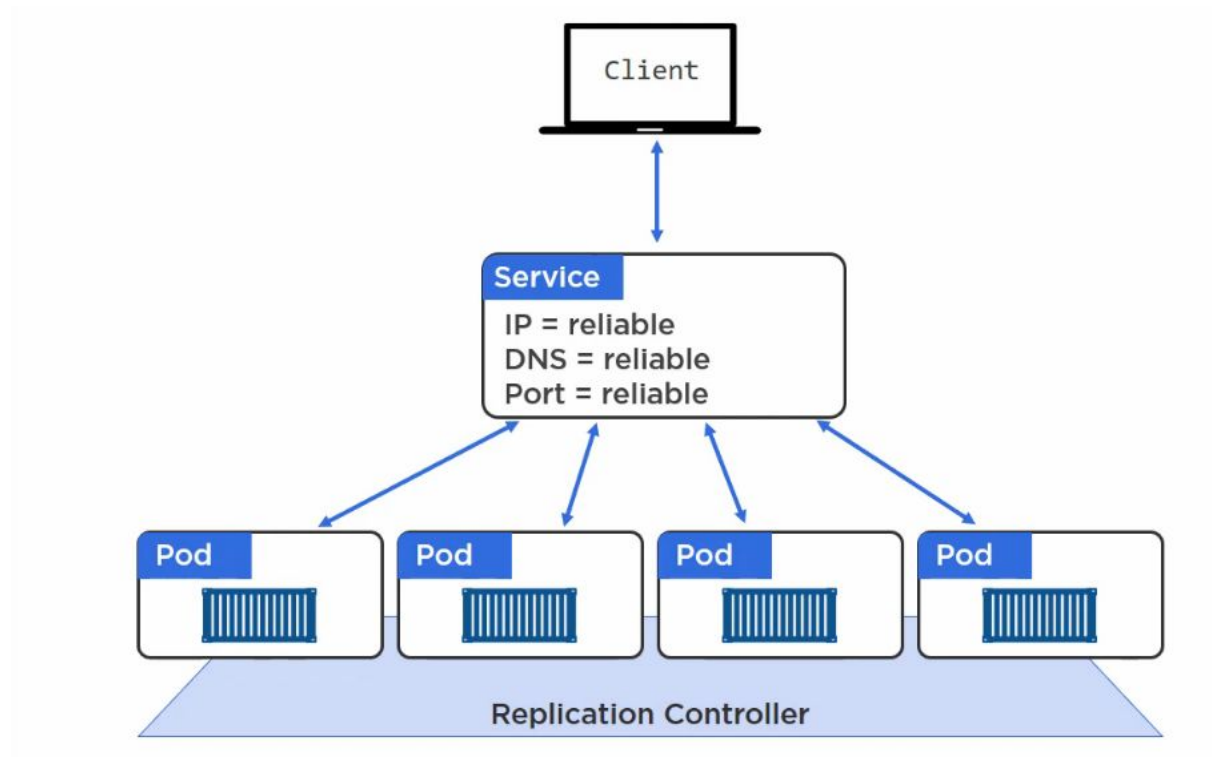 Client
Service
IP = reliable
DNS = reliable
Port = reliable
Pod
Pod
Pod
Pod
Replication Controller